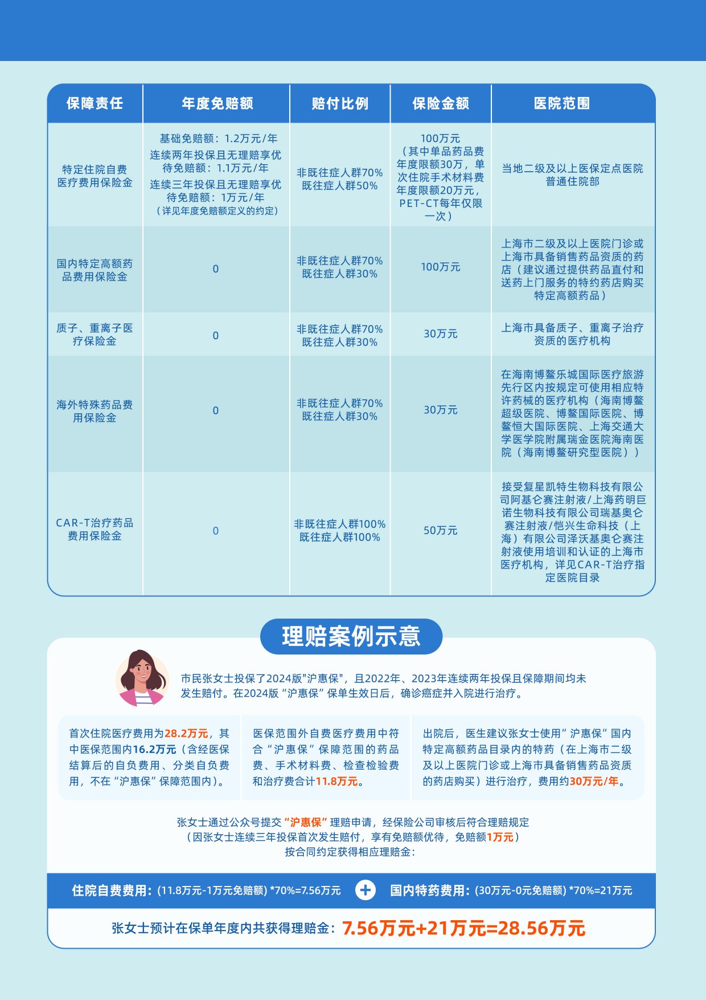 保障责任
年度免赔额
赔付比例
保险金额
医院范围
特定住院自费
医疗费用保险金
基础免赔额：1.2万元/年
连续两年投保且无理赔享优
待免赔额：1.1万元/年
连续三年投保且无理赔享优
待免赔额：1万元/年
（详见年度免赔额定义的约定）
非既往症人群70%
既往症人群50%
100万元
（其中单品药品费
年度限额30万，单
次住院手术材料费
年度限额20万元，
PET-CT每年仅限
一次）
当地二级及以上医保定点医院
普通住院部
国内特定高额药
品费用保险金
0
非既往症人群70%
既往症人群30%
100万元
上海市二级及以上医院门诊或
上海市具备销售药品资质的药
店（建议通过提供药品直付和
送药上门服务的特约药店购买
特定高额药品）
质子、重离子医
疗保险金
0
非既往症人群70%
既往症人群30%
30万元
上海市具备质子、重离子治疗
资质的医疗机构
海外特殊药品费
用保险金
0
非既往症人群70%
既往症人群30%
30万元
在海南博鳌乐城国际医疗旅游
先行区内按规定可使用相应特
许药械的医疗机构（海南博鳌
超级医院、博鳌国际医院、博
鳌恒大国际医院、上海交通大
学医学院附属瑞金医院海南医
院（海南博鳌研究型医院））
CAR-T治疗药品
费用保险金
0
非既往症人群100%
既往症人群100%
50万元
接受复星凯特生物科技有限公
司阿基仑赛注射液/上海药明巨
诺生物科技有限公司瑞基奥仑
赛注射液/恺兴生命科技（上
海）有限公司泽沃基奥仑赛注
射液使用培训和认证的上海市
医疗机构，详见CAR-T治疗指
定医院目录
理赔案例示意
市民张女士投保了2024版"沪惠保"，且2022年、2023年连续两年投保且保障期间均未
发生赔付。在2024版“沪惠保”保单生效日后，确诊癌症并入院进行治疗。
首次住院医疗费用为28.2万元，其
中医保范围内16.2万元（含经医保
结算后的自负费用、分类自负费
用，不在“沪惠保”保障范围内）。
医保范围外自费医疗费用中符
合“沪惠保”保障范围的药品
费、手术材料费、检查检验费
和治疗费合计11.8万元。
出院后，医生建议张女士使用”沪惠保”国内
特定高额药品目录内的特药（在上海市二级
及以上医院门诊或上海市具备销售药品资质
的药店购买）进行治疗，费用约30万元/年。
张女士通过公众号提交“沪惠保”理赔申请，经保险公司审核后符合理赔规定
（因张女士连续三年投保首次发生赔付，享有免赔额优待，免赔额1万元）
按合同约定获得相应理赔金：
住院自费费用：(11.8万元-1万元免赔额) *70%=7.56万元 + 国内特药费用：(30万元-0元免赔额) *70%=21万元
张女士预计在保单年度内共获得理赔金：7.56万元+21万元=28.56万元